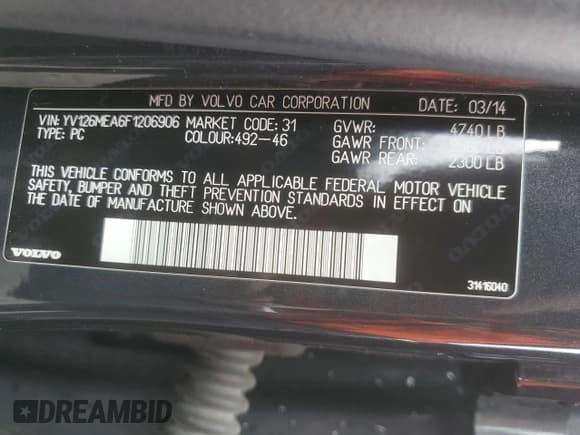 MFD BY VOLVO CAR CORPORATION DATE: 03/14
VIN: YV126MEA6F1206906 MARKET CODE: 31 GVWR: 4740 LB
TYPE: PC COLOUR: 492-46 GAWR FRONT: LB
GAWR REAR: 2300 LB
THIS VEHICLE CONFORMS TO ALL APPLICABLE FEDERAL MOTOR VEHICLE
SAFETY, BUMPER AND THEFT PREVENTION STANDARDS IN EFFECT ON
THE DATE OF MANUFACTURE SHOWN ABOVE.
VOLVO
31416040
DREAMBID